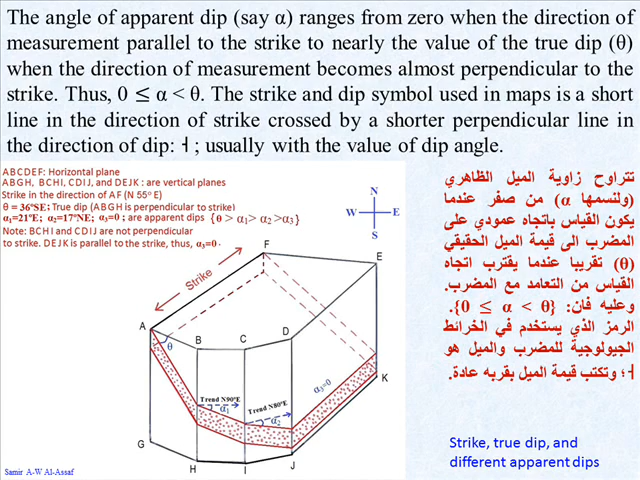 The angle of apparent dip (say α) ranges from zero when the direction of
measurement parallel to the strike to nearly the value of the true dip (θ)
when the direction of measurement becomes almost perpendicular to the
strike. Thus, 0 ≤ α < θ. The strike and dip symbol used in maps is a short
line in the direction of strike crossed by a shorter perpendicular line in
the direction of dip: ⫞ ; usually with the value of dip angle.
ABCDEF: Horizontal plane
ABGH, BCHI, CDIJ, and DEJK : are vertical planes
Strike in the direction of AF (N 55º E)
θ = 36ºSE; True dip (ABGH is perpendicular to strike)
α₁=21ºE, α₂=17ºNE, α₃=0 ; are apparent dips { θ > α₁> α₂ >α₃}
Note: BCHI and CDIJ are not perpendicular
to strike. DEJK is parallel to the strike, thus, α₃=0.
N
W E
S
F
E
Strike
A
B
C
D
θ
Trend N90ºE
α₁
Trend N80ºE
α₂
α₃=0
K
G
H
I
J
Samir A-W Al-Assaf
تتراوح زاوية الميل الظاهري
(ولنسمها α) من صفر عندما
يكون القياس باتجاه عمودي على
المضرب الى قيمة الميل الحقيقي
(θ) تقريبا عندما يقترب اتجاه
القياس من التعامد مع المضرب.
وعليه فان: {0 ≤ α < θ}.
الرمز الذي يستخدم في الخرائط
الجيولوجية للمضرب والميل هو
⫞؛ وتكتب قيمة الميل بقربه عادة.
Strike, true dip, and
different apparent dips